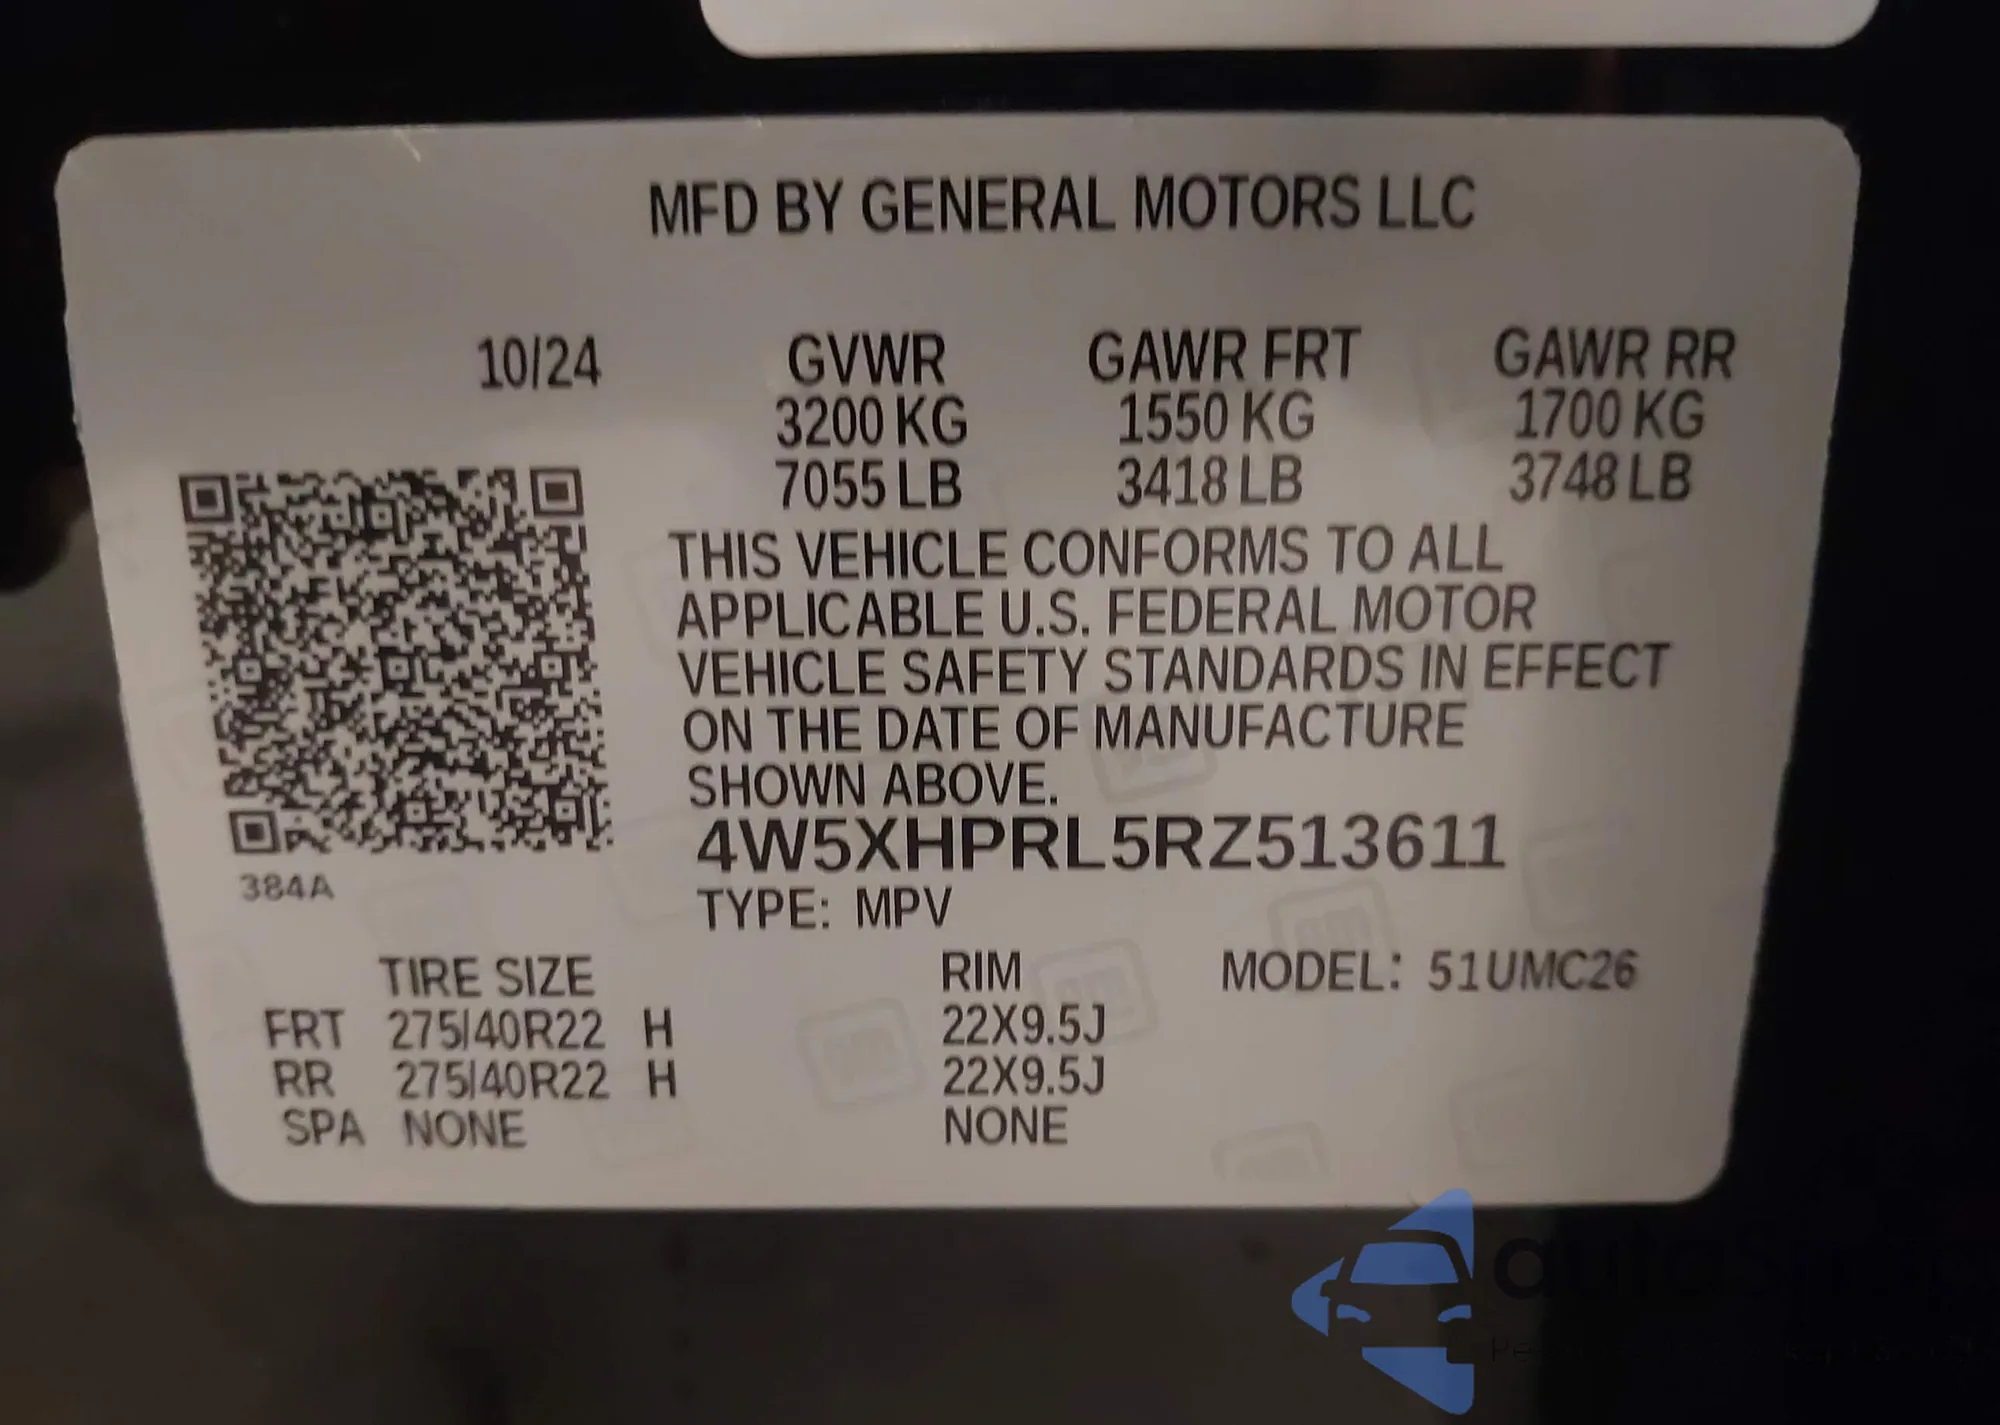 MFD BY GENERAL MOTORS LLC
10/24 GVWR GAWR FRT GAWR RR
3200 KG 1550 KG 1700 KG
7055 LB 3418 LB 3748 LB
THIS VEHICLE CONFORMS TO ALL
APPLICABLE U.S. FEDERAL MOTOR
VEHICLE SAFETY STANDARDS IN EFFECT
ON THE DATE OF MANUFACTURE
SHOWN ABOVE.
4W5XHPRL5RZ513611
384A
TYPE: MPV
TIRE SIZE RIM MODEL: 51UMC26
FRT 275/40R22 H 22X9.5J
RR 275/40R22 H 22X9.5J
SPA NONE NONE